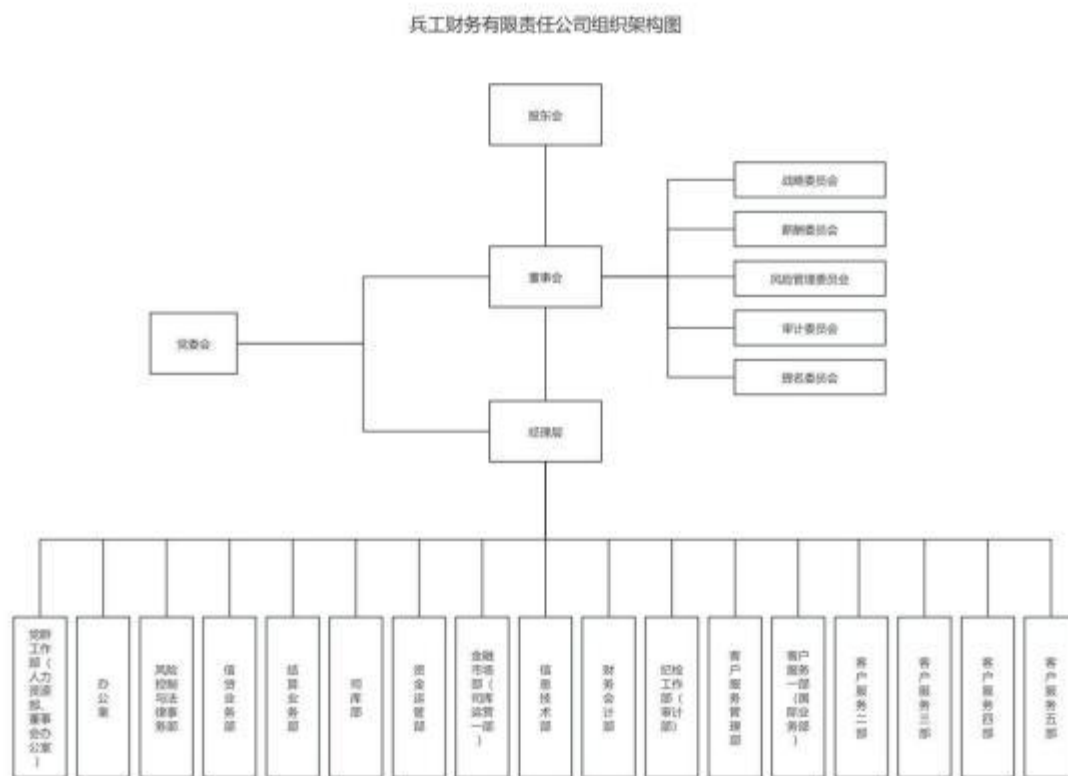 兵工财务有限责任公司组织架构图
股东会
战略委员会
薪酬委员会
董事会
风险管理委员会
党委会
审计委员会
提名委员会
经理层
党群工作部（人力资源部、董事会办公室）
办公室
风险控制与法律事务部
信贷业务部
结算业务部
司库部
资金运管部
金融市场部（司库运营一部）
信息技术部
财务会计部
纪检工作部（审计部）
客户服务管理部
客户服务一部（国际业务部）
客户服务二部
客户服务三部
客户服务四部
客户服务五部